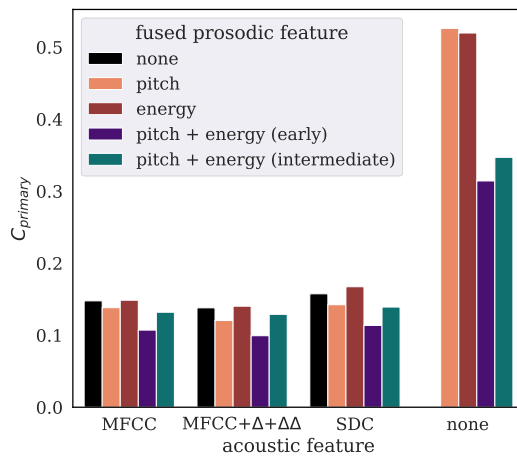 fused prosodic feature
none
pitch
energy
pitch + energy (early)
pitch + energy (intermediate)
C_primary
0.5
0.4
0.3
0.2
0.1
0.0
MFCC
MFCC+Δ+ΔΔ
SDC
none
acoustic feature